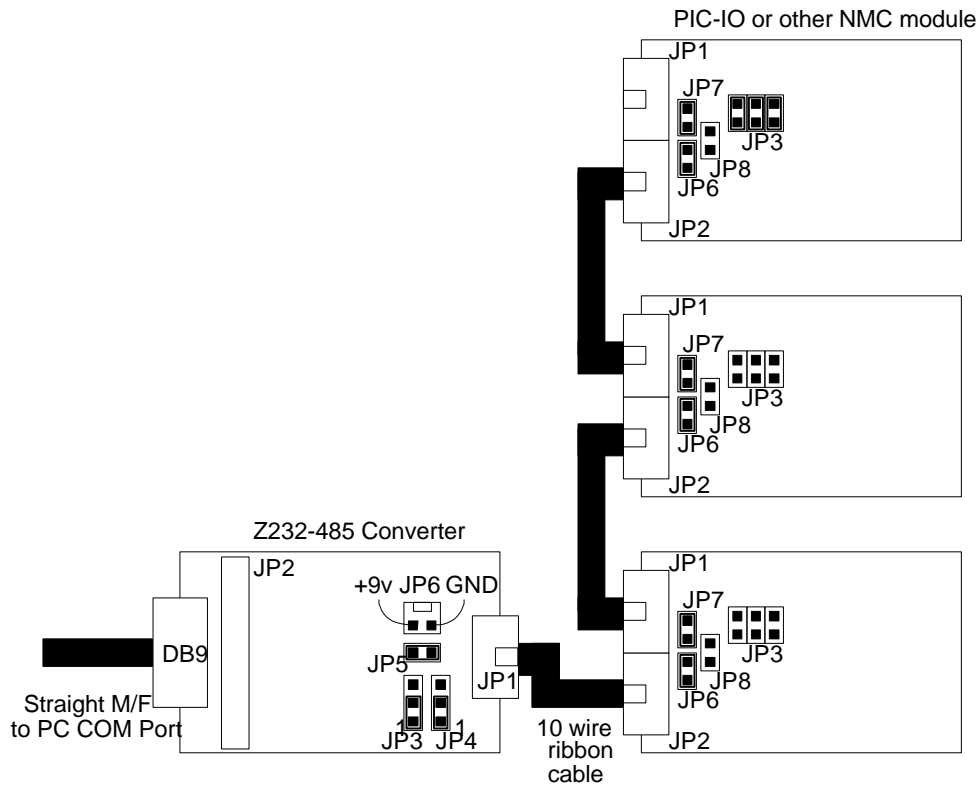 PIC-IO or other NMC module
JP1
JP7
JP3
JP8
JP6
JP2
JP1
JP7
JP3
JP8
JP6
JP2
Z232-485 Converter
JP2
+9v JP6 GND
DB9
JP5
JP1
1 1
JP3 JP4
Straight M/F
to PC COM Port
10 wire
ribbon
cable
JP1
JP7
JP3
JP8
JP6
JP2